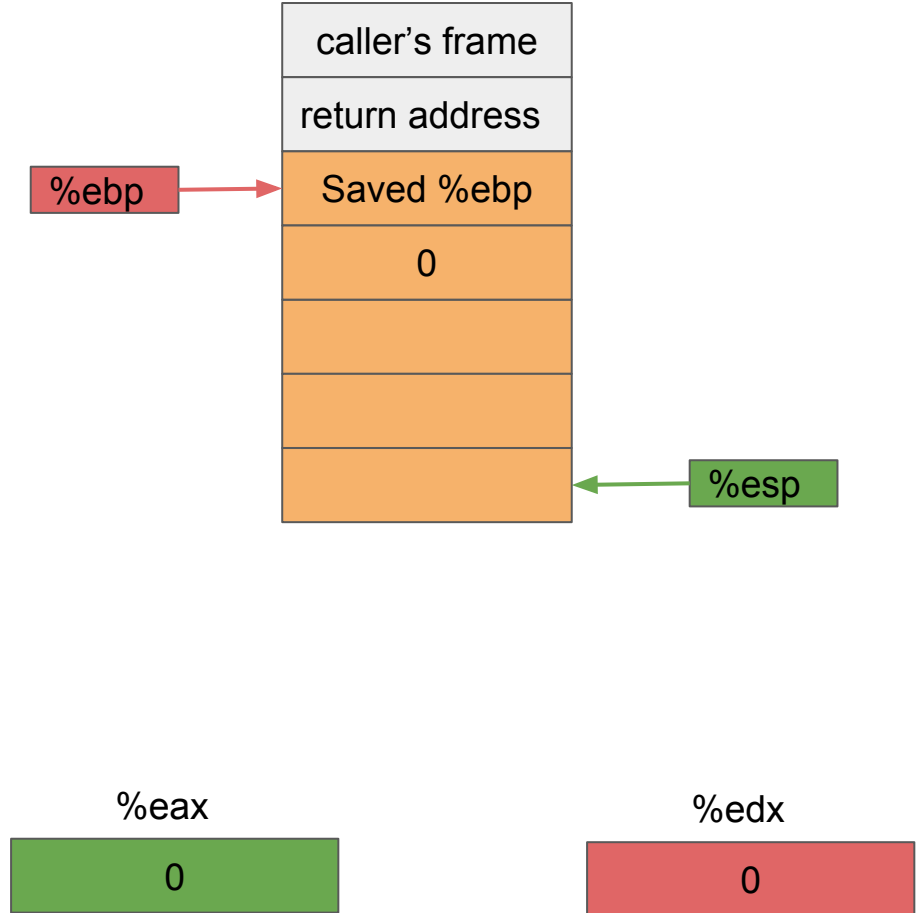 caller’s frame
return address
%ebp
Saved %ebp
0
%esp
%eax
%edx
0
0